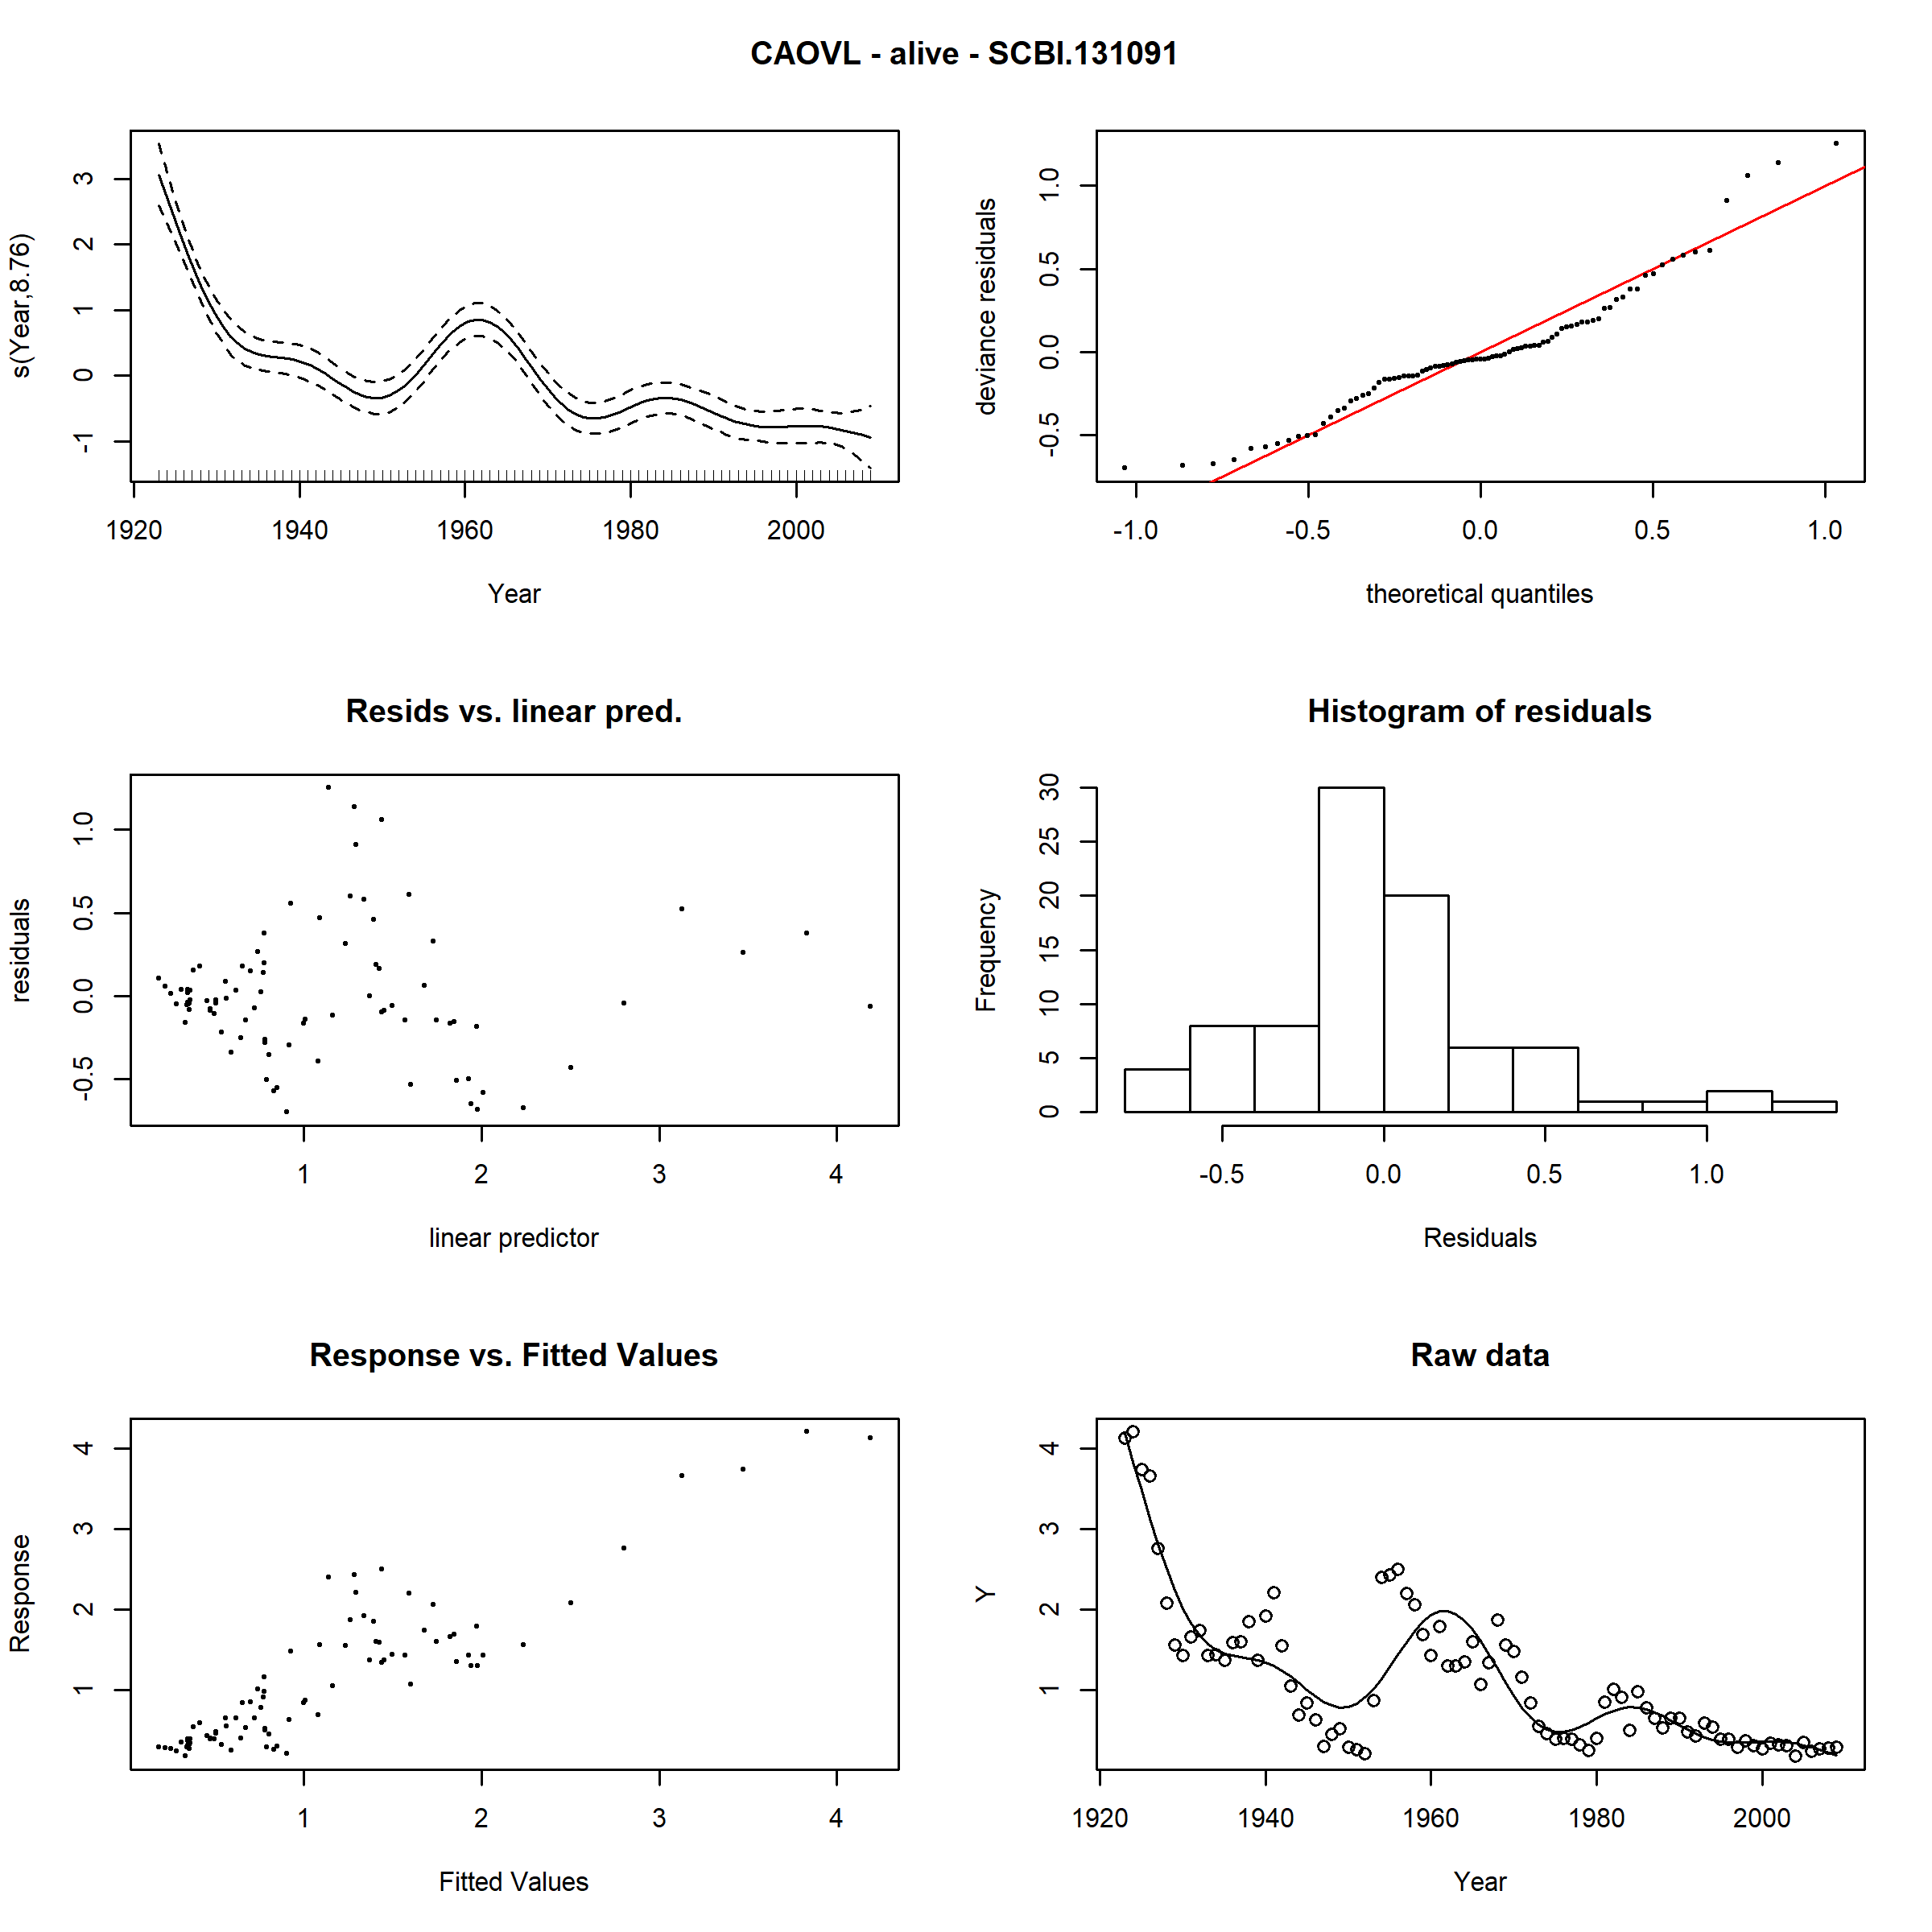 CAOVL - alive - SCBI.131091
s(Year,8.76)
3
2
1
0
-1
1920 1940 1960 1980 2000
Year
deviance residuals
1.0
0.5
0.0
-0.5
-1.0 -0.5 0.0 0.5 1.0
theoretical quantiles
Resids vs. linear pred.
residuals
1.0
0.5
0.0
-0.5
1 2 3 4
linear predictor
Histogram of residuals
Frequency
30
25
20
15
10
5
0
-0.5 0.0 0.5 1.0
Residuals
Response vs. Fitted Values
Response
4
3
2
1
1 2 3 4
Fitted Values
Raw data
Y
4
3
2
1
1920 1940 1960 1980 2000
Year